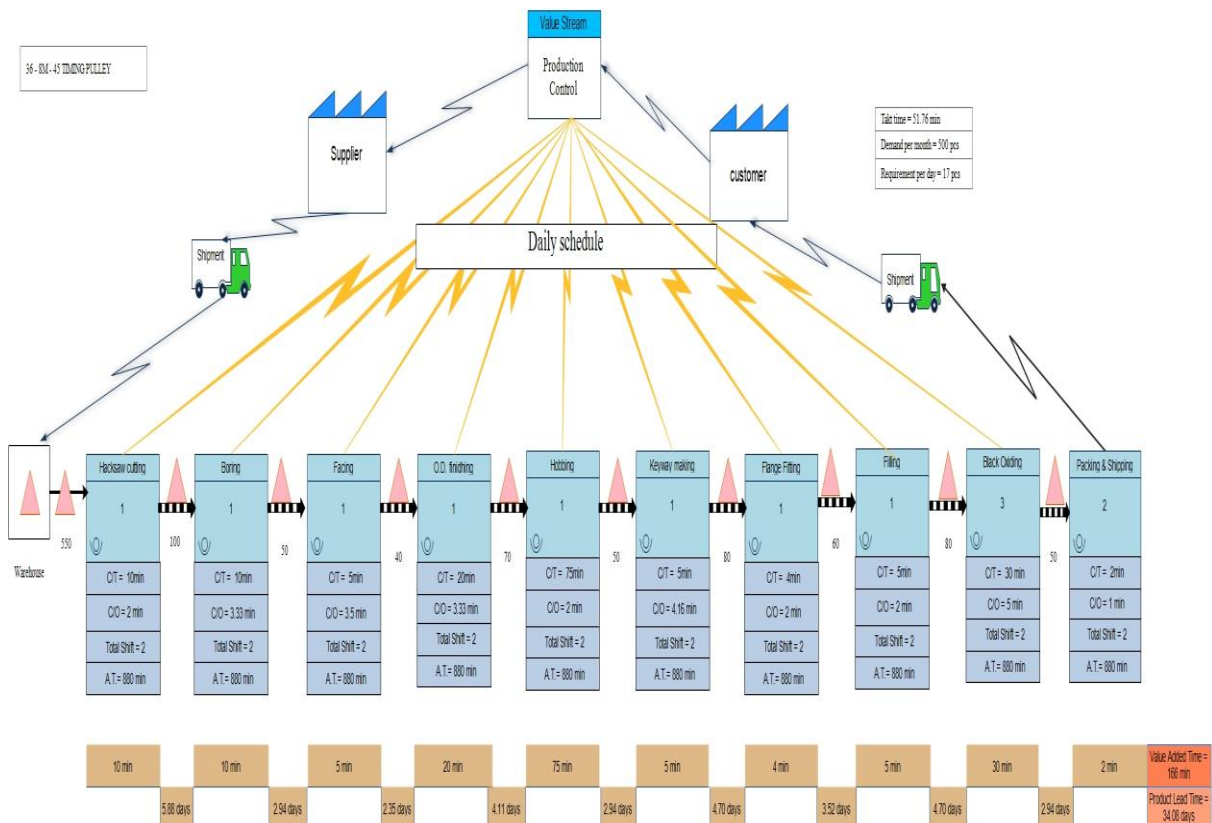 Value Stream
Production
Control
36 - 8M - 45 TIMING PULLEY
Supplier
customer
Takt time = 51.76 min
Demand per month = 500 pcs
Requirement per day = 17 pcs
Daily schedule
Shipment
Shipment
Warehouse
550
Hacksaw cutting
1
C/T = 10min
C/O = 2 min
Total Shift = 2
A.T.= 880 min
100
Boring
1
C/T = 10min
C/O = 3.33 min
Total Shift = 2
A.T.= 880 min
50
Facing
1
C/T = 5min
C/O = 3.5 min
Total Shift = 2
A.T.= 880 min
40
O.D. finihing
1
C/T = 20min
C/O = 3.33 min
Total Shift = 2
A.T.= 880 min
70
Hobbing
1
C/T = 75min
C/O = 2 min
Total Shift = 2
A.T.= 880 min
50
Keyway making
1
C/T = 5min
C/O = 4.16 min
Total Shift = 2
A.T.= 880 min
80
Flange Fitting
1
C/T = 4min
C/O = 2 min
Total Shift = 2
A.T.= 880 min
60
Filling
1
C/T = 5min
C/O = 2 min
Total Shift = 2
A.T.= 880 min
80
Black Oxiding
3
C/T = 30 min
C/O = 5 min
Total Shift = 2
A.T.= 880 min
50
Packing & Shipping
2
C/T = 2min
C/O = 1 min
Total Shift = 2
A.T.= 880 min
10 min
10 min
5 min
20 min
75 min
5 min
4 min
5 min
30 min
2 min
Value Added Time =
166 min
5.88 days
2.94 days
2.35 days
4.11 days
2.94 days
4.70 days
3.52 days
4.70 days
2.94 days
Product Lead Time =
34.08 days